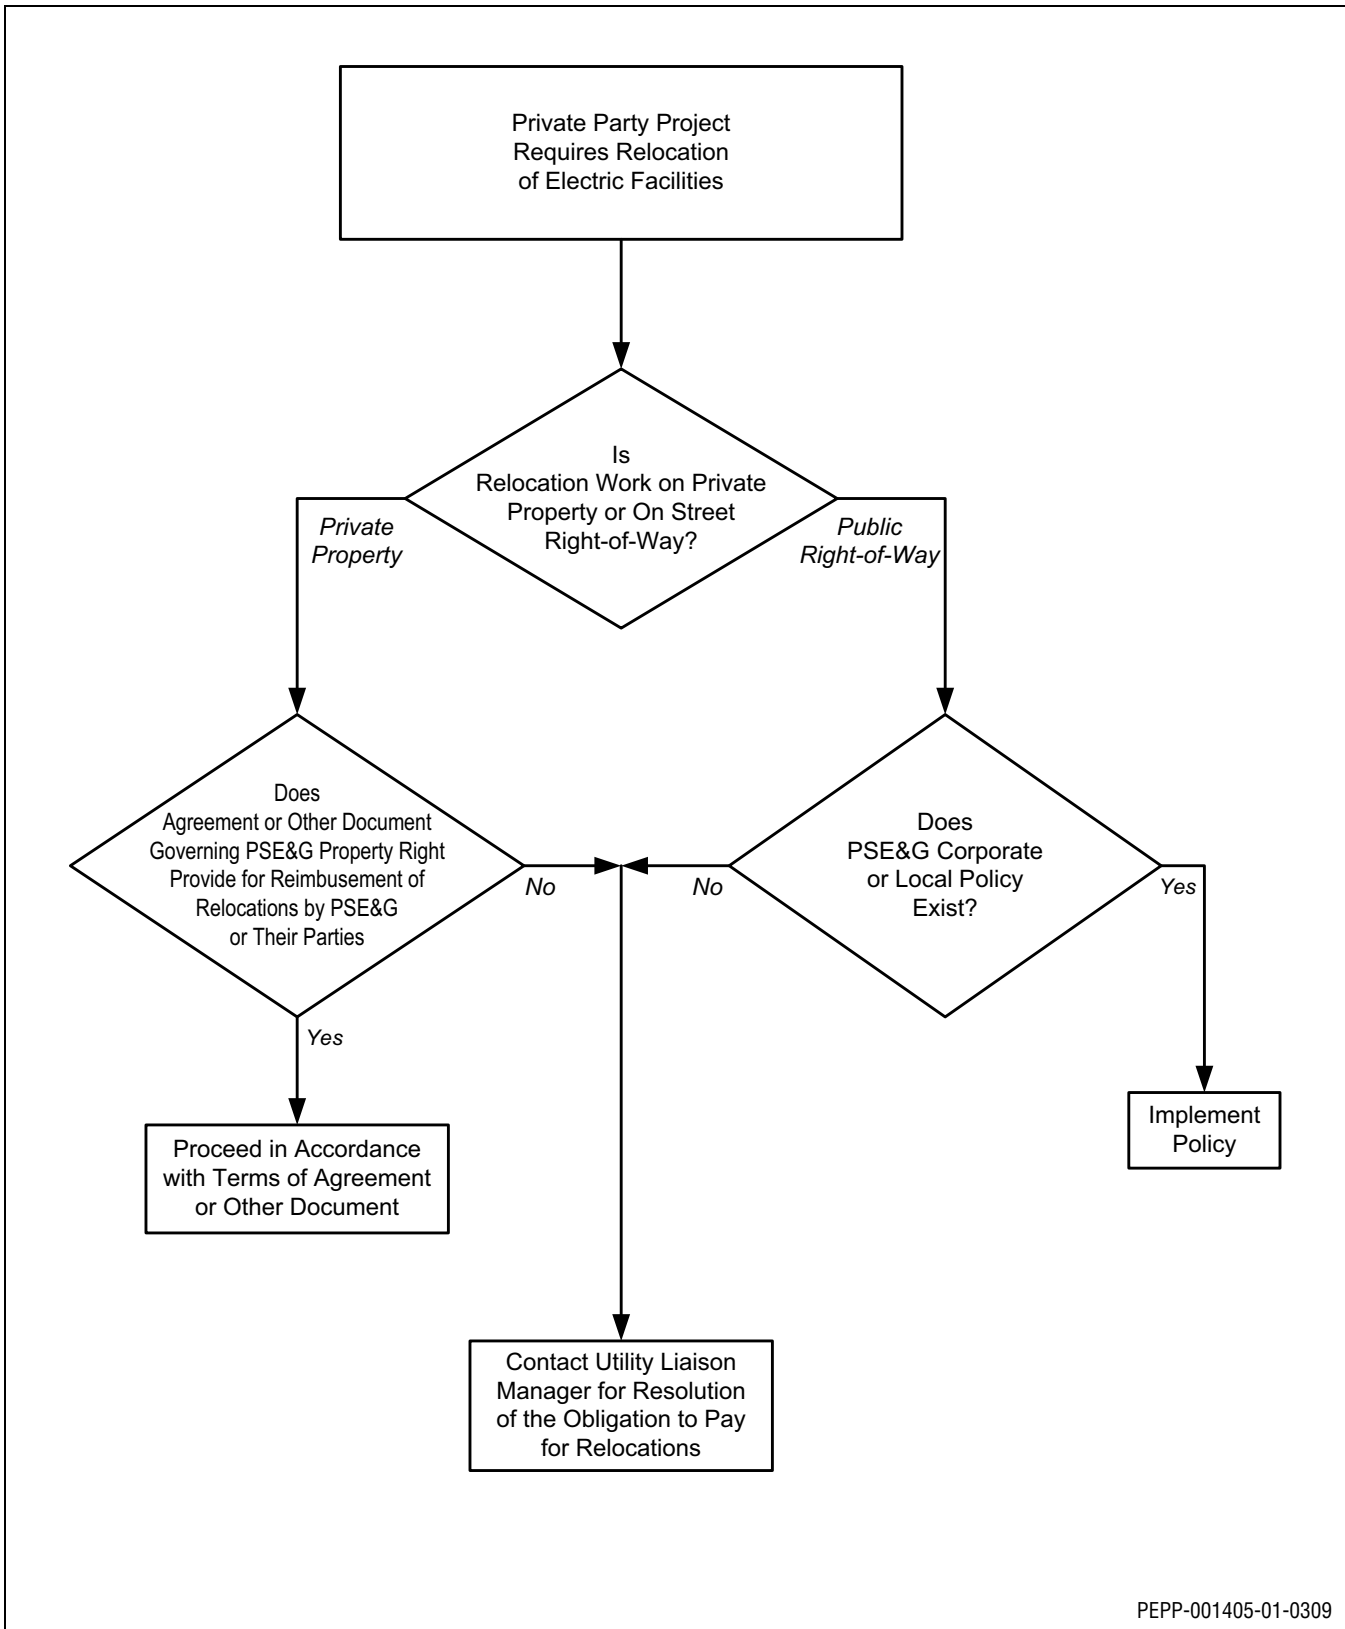 Private Party Project
Requires Relocation
of Electric Facilities
Is
Relocation Work on Private
Property or On Street
Right-of-Way?
Private
Property
Public
Right-of-Way
Does
Agreement or Other Document
Governing PSE&G Property Right
Provide for Reimbusement of
Relocations by PSE&G
or Their Parties
No
No
Does
PSE&G Corporate
or Local Policy
Exist?
Yes
Yes
Proceed in Accordance
with Terms of Agreement
or Other Document
Implement
Policy
Contact Utility Liaison
Manager for Resolution
of the Obligation to Pay
for Relocations
PEPP-001405-01-0309